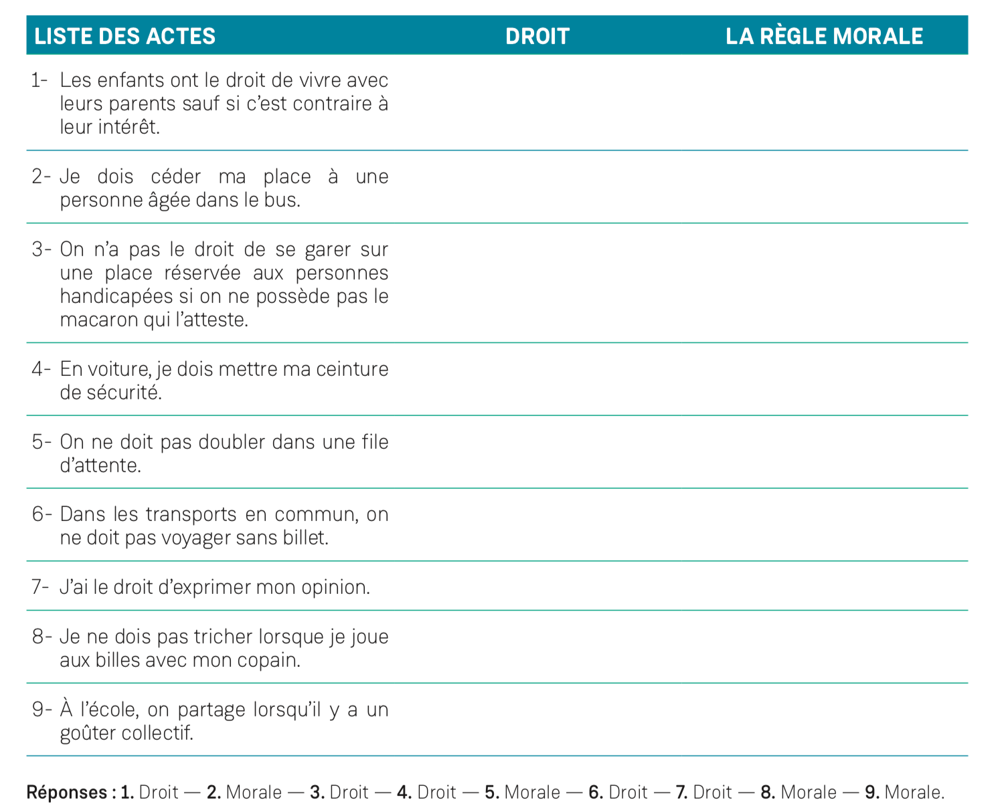 LISTE DES ACTES DROIT LA RÈGLE MORALE
1- Les enfants ont le droit de vivre avec
leurs parents sauf si c’est contraire à
leur intérêt.
2- Je dois céder ma place à une
personne âgée dans le bus.
3- On n’a pas le droit de se garer sur
une place réservée aux personnes
handicapées si on ne possède pas le
macaron qui l’atteste.
4- En voiture, je dois mettre ma ceinture
de sécurité.
5- On ne doit pas doubler dans une file
d’attente.
6- Dans les transports en commun, on
ne doit pas voyager sans billet.
7- J’ai le droit d’exprimer mon opinion.
8- Je ne dois pas tricher lorsque je joue
aux billes avec mon copain.
9- À l’école, on partage lorsqu’il y a un
goûter collectif.
Réponses : 1. Droit — 2. Morale — 3. Droit — 4. Droit — 5. Morale — 6. Droit — 7. Droit — 8. Morale — 9. Morale.